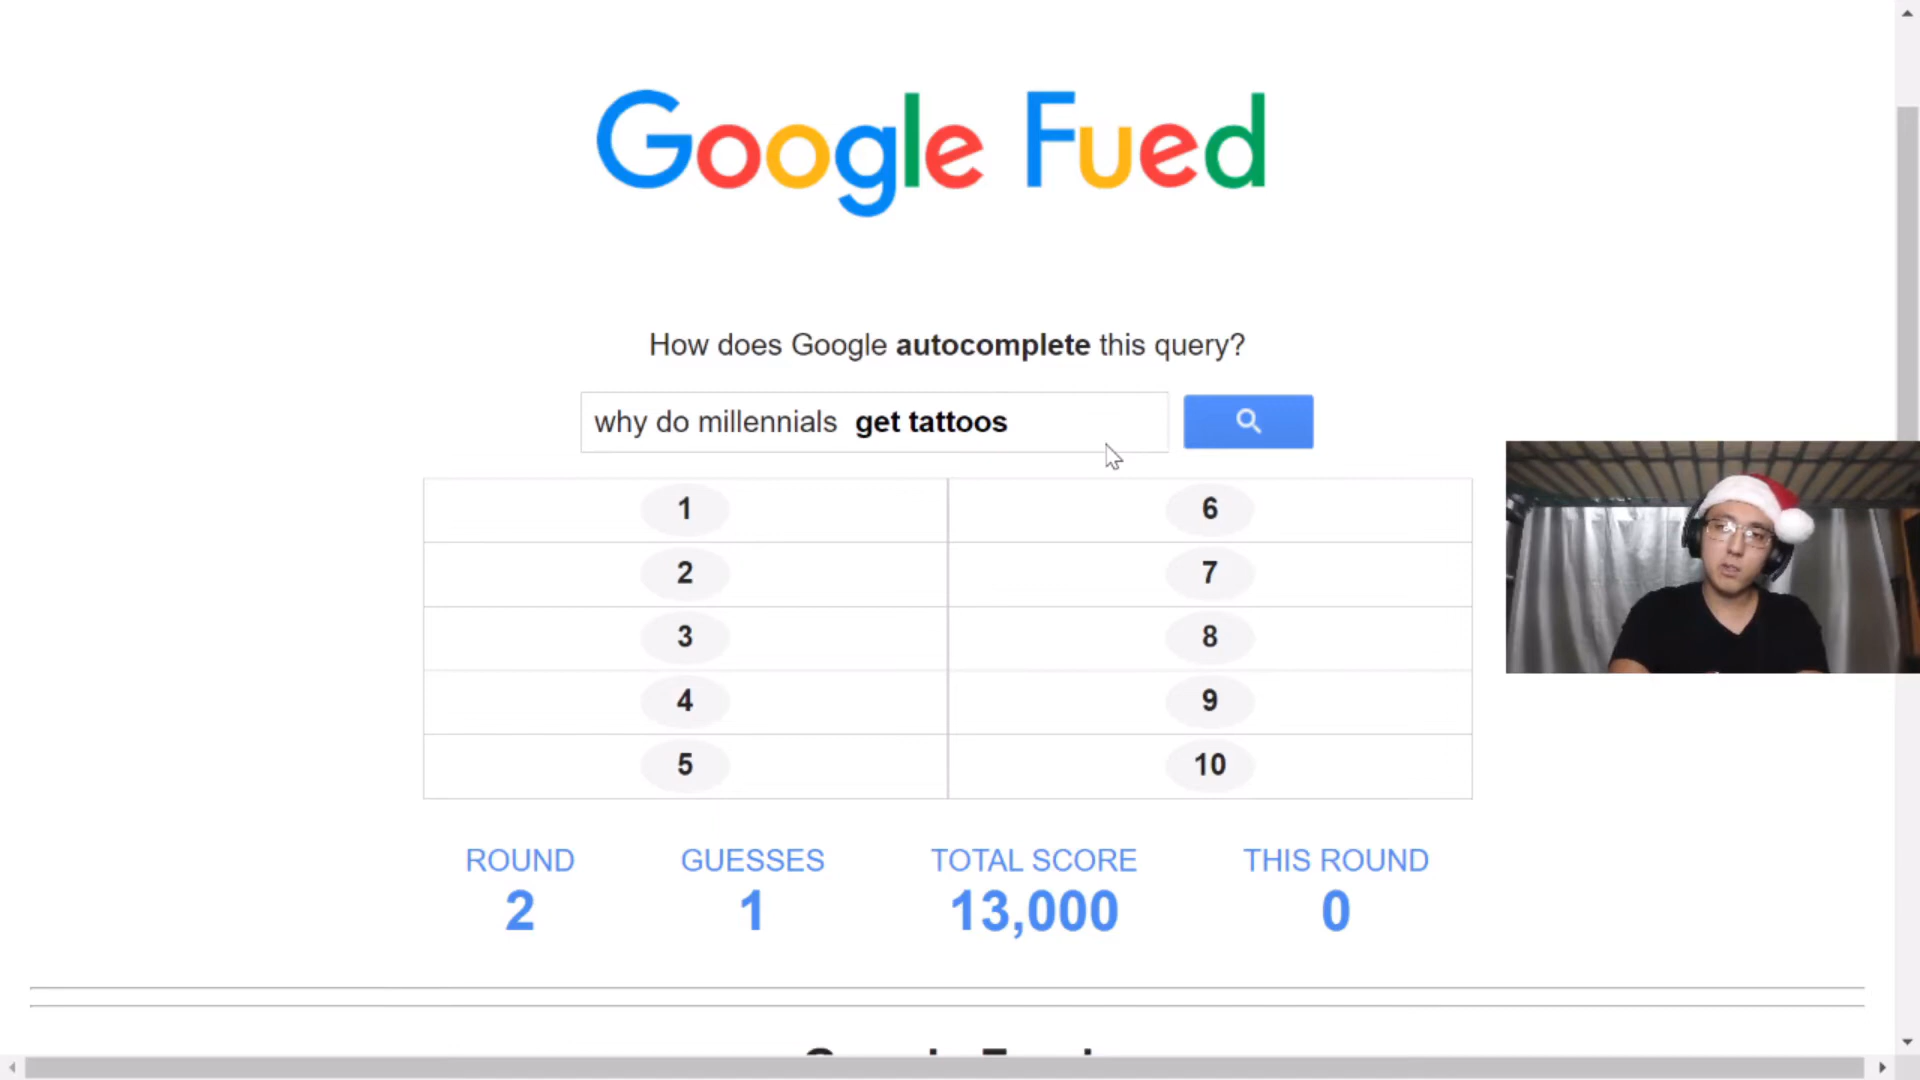 Google Fued
How does Google autocomplete this query?
why do millennials get tattoos
1
6
2
7
3
8
4
9
5
10
ROUND
GUESSES
TOTAL SCORE
THIS ROUND
2
1
13,000
0